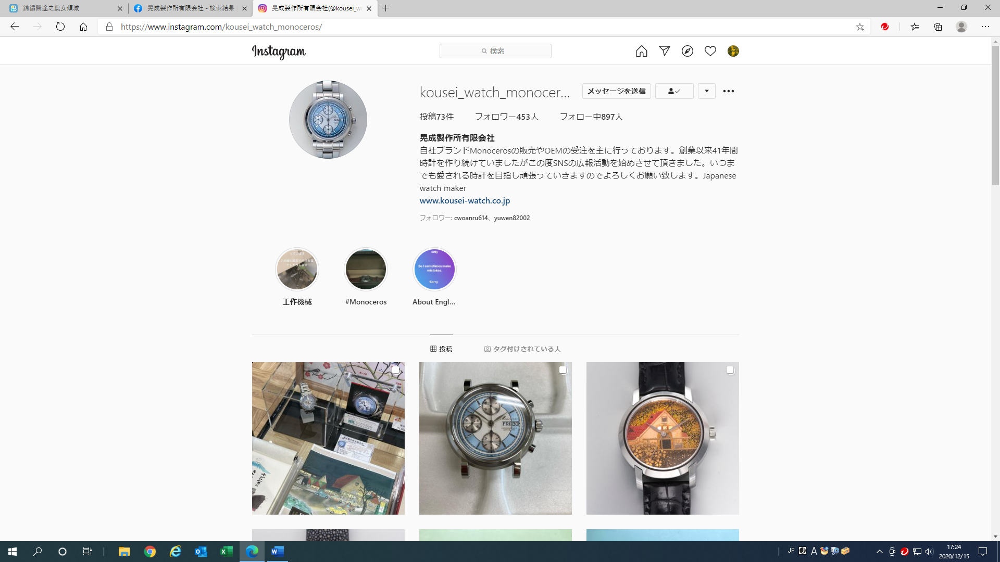 錦繡醫途之農女傾城
晃成製作所有限会社 - 検索結果
晃成製作所有限会社(@kousei_w
https://www.instagram.com/kousei_watch_monoceros/
Instagram
検索
kousei_watch_monocer...
メッセージを送信
投稿73件 フォロワー453人 フォロー中897人
晃成製作所有限会社
自社ブランドMonocerosの販売やOEMの受注を主に行っております。創業以来41年間
時計を作り続けていましたがこの度SNSの広報活動を始めさせて頂きました。いつま
でも愛される時計を目指し頑張っていきますのでよろしくお願い致します。Japanese
watch maker
www.kousei-watch.co.jp
フォロワー: cwoanru614、yuwen82002
only
So I sometimes make
mistakes.
Sorry
工作機械
#Monoceros
About Engl...
投稿
タグ付けされている人
FRI 30
JP
A
17:24
2020/12/15